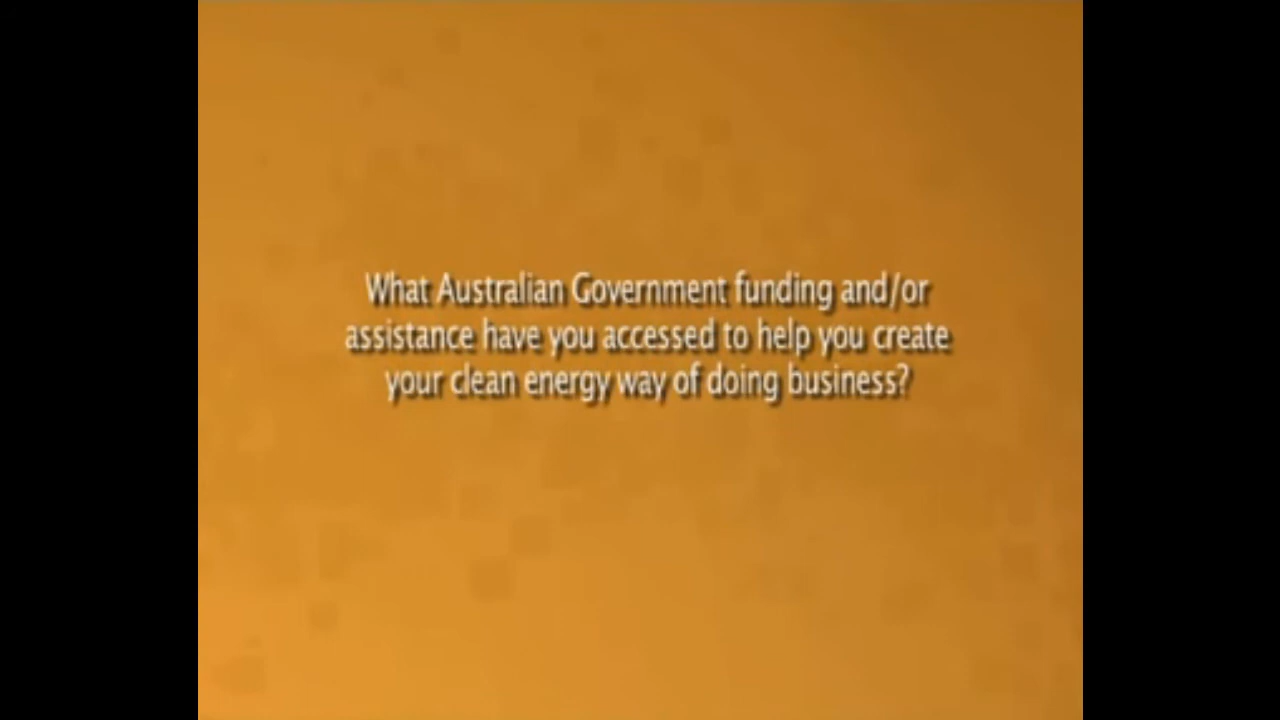 What Australian Government funding and/or
assistance have you accessed to help you create
your clean energy way of doing business?